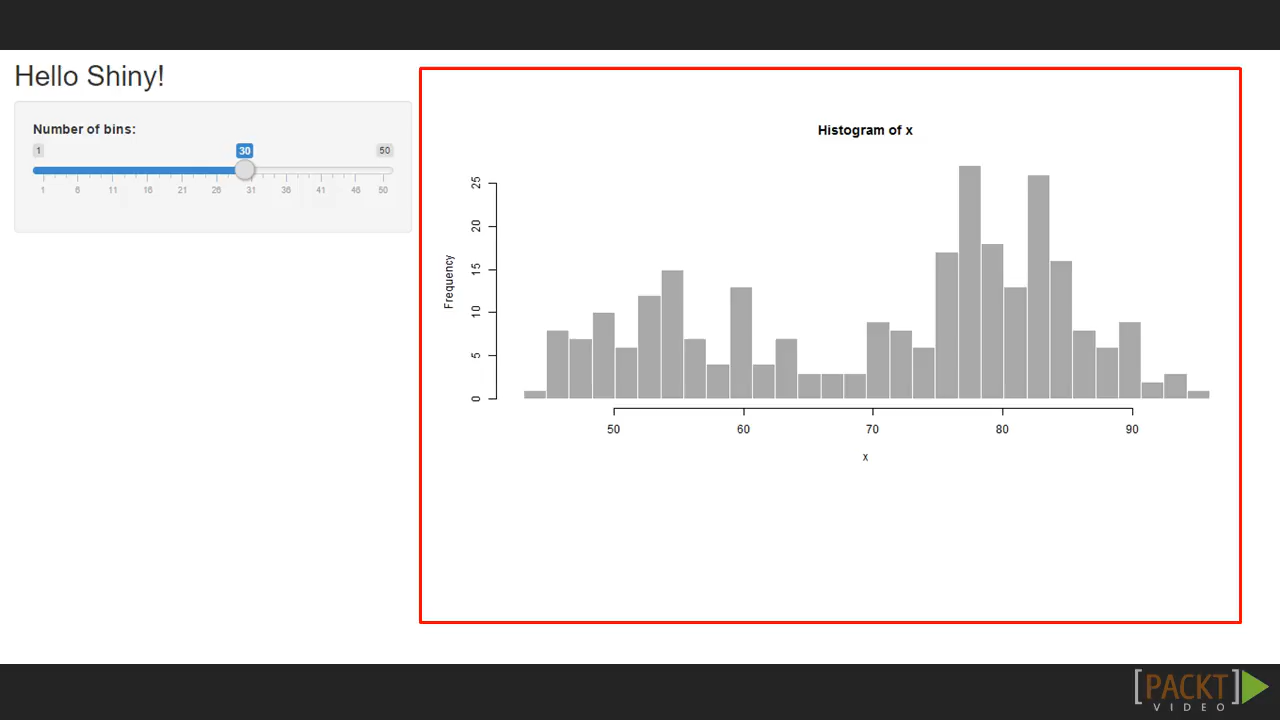 Hello Shiny!
Number of bins:
1 30 50
1 6 11 16 21 26 31 36 41 46 50
Histogram of x
Frequency
25
20
15
10
5
0
50 60 70 80 90
x
[PACKT]
VIDEO